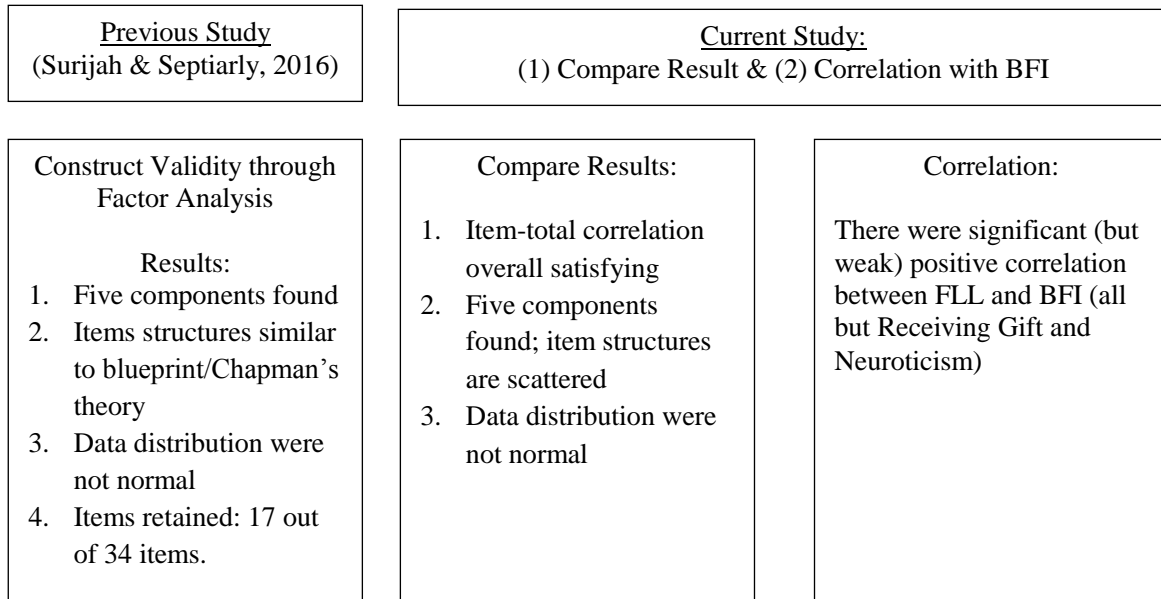 Previous Study
(Surijah & Septiarly, 2016)
Current Study:
(1) Compare Result & (2) Correlation with BFI
Construct Validity through
Factor Analysis
Results:
1. Five components found
2. Items structures similar
to blueprint/Chapman’s
theory
3. Data distribution were
not normal
4. Items retained: 17 out
of 34 items.
Compare Results:
1. Item-total correlation
overall satisfying
2. Five components
found; item structures
are scattered
3. Data distribution were
not normal
Correlation:
There were significant (but
weak) positive correlation
between FLL and BFI (all
but Receiving Gift and
Neuroticism)